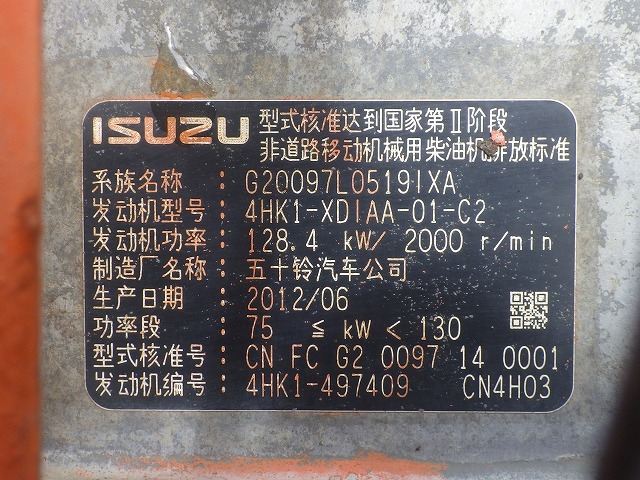 ISUZU
型式核准达到国家第Ⅱ阶段
非道路移动机械用柴油机排放标准
系族名称 : G20097L0519IXA
发动机型号 : 4HK1-XDIAA-01-C2
发动机功率 : 128.4 kW/ 2000 r/min
制造厂名称 : 五十铃汽车公司
生产日期 : 2012/06
功率段 : 75 ≦ kW < 130
型式核准号 : CN FC G2 0097 14 0001
发动机编号 : 4HK1-497409 CN4H03